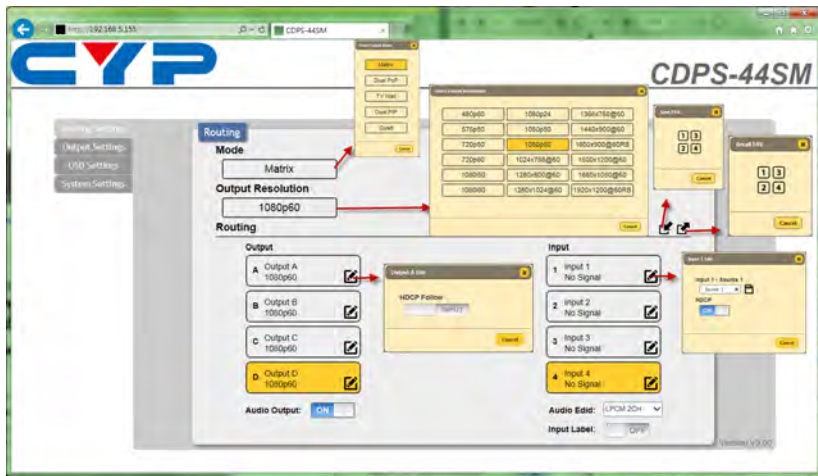 http://192.168.5.155
CDPS-44SM
CYP
CDPS-44SM
Routing Settings
Output Settings
OSD Settings
System Settings
Routing
Mode
Matrix
Output Resolution
1080p60
Routing
Matrix
Dual PoP
TV Wall
Dual PIP
Quad
480p60
1080p24
1366x768@60
576p50
1080p50
1440x900@60
720p50
1080p60
1600x900@60RB
720p60
1024x768@60
1600x1200@60
1080i50
1280x800@60
1680x1050@60
1080i60
1280x1024@60
1920x1200@60RB
Cancel
1 3
2 4
Cancel
1 3
2 4
Cancel
Output
A Output A
1080p60
B Output B
1080p60
C Output C
1080p60
D Output D
1080p60
Audio Output: ON
Output A Edit
HDCP Follow
Cancel
Input
1 Input 1
No Signal
2 Input 2
No Signal
3 Input 3
No Signal
4 Input 4
No Signal
Audio Edid: LPCM 2CH
Input Label: OFF
Input 1 Edit
Input 1 - Source 1
Source 1
HDCP
ON
Cancel
Version V3.00